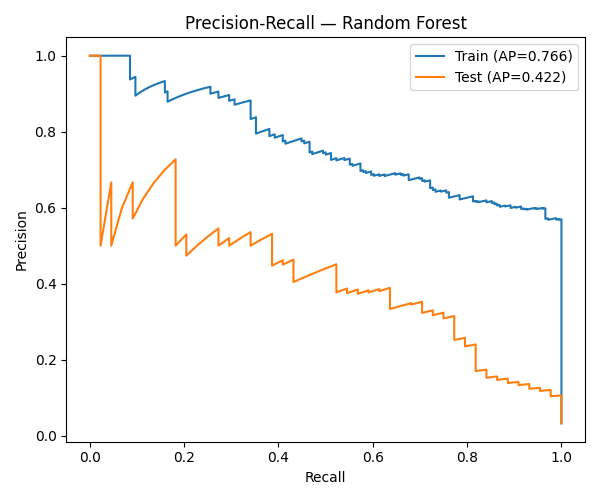 Precision-Recall — Random Forest
Train (AP=0.766)
Test (AP=0.422)
Precision
1.0
0.8
0.6
0.4
0.2
0.0
0.0 0.2 0.4 0.6 0.8 1.0
Recall